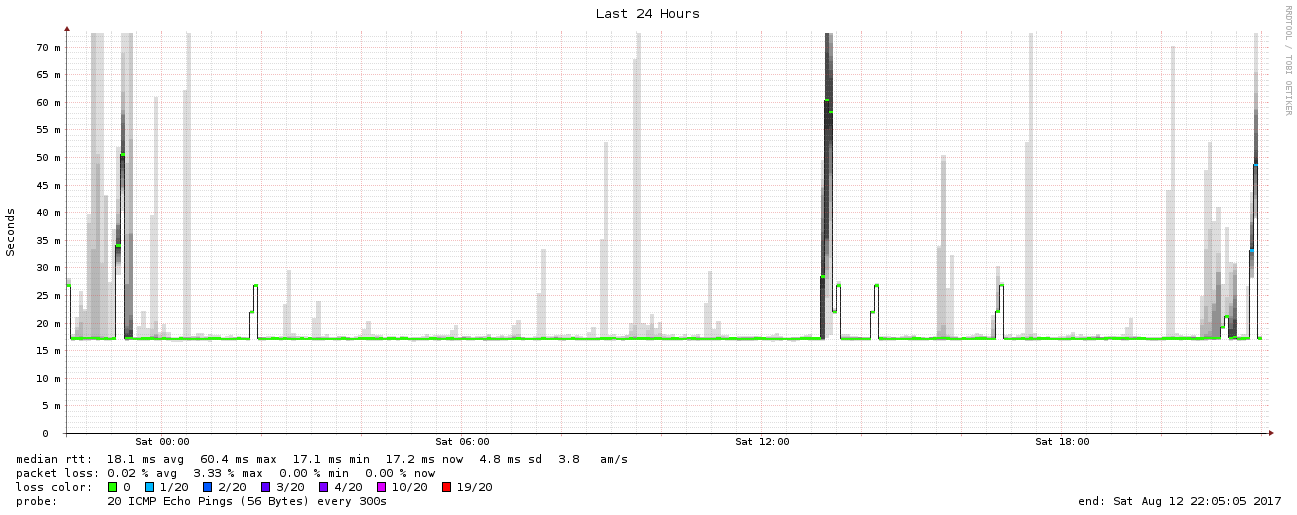 Last 24 Hours
RRDTOOL / TOBI OETIKER
Seconds
70 m
65 m
60 m
55 m
50 m
45 m
40 m
35 m
30 m
25 m
20 m
15 m
10 m
5 m
0
Sat 00:00 Sat 06:00 Sat 12:00 Sat 18:00
median rtt: 18.1 ms avg 60.4 ms max 17.1 ms min 17.2 ms now 4.8 ms sd 3.8 am/s
packet loss: 0.02 % avg 3.33 % max 0.00 % min 0.00 % now
loss color: 0 1/20 2/20 3/20 4/20 10/20 19/20
probe: 20 ICMP Echo Pings (56 Bytes) every 300s end: Sat Aug 12 22:05:05 2017